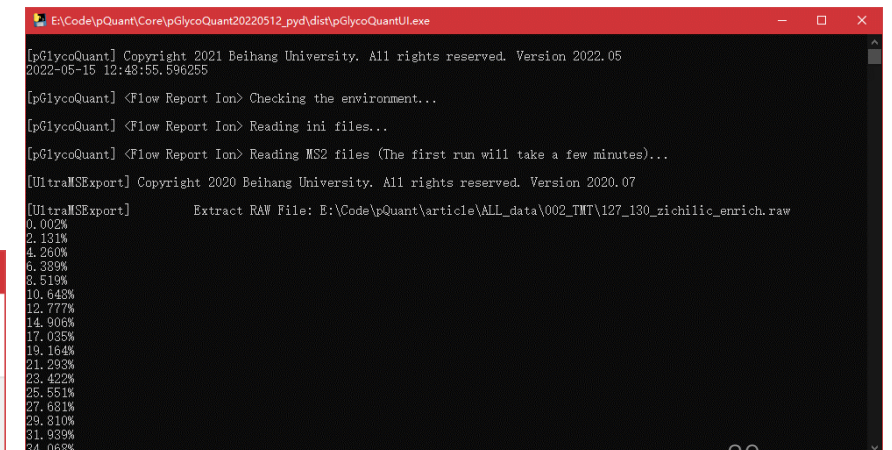 E:\Code\pQuant\Core\pGlycoQuant20220512_pyd\dist\pGlycoQuantUI.exe
[pGlycoQuant] Copyright 2021 Beihang University. All rights reserved. Version 2022.05
2022-05-15 12:48:55.596255
[pGlycoQuant] <Flow Report Ion> Checking the environment...
[pGlycoQuant] <Flow Report Ion> Reading ini files...
[pGlycoQuant] <Flow Report Ion> Reading MS2 files (The first run will take a few minutes)...
[UltraMSExport] Copyright 2020 Beihang University. All rights reserved. Version 2020.07
[UltraMSExport] Extract RAW File: E:\Code\pQuant\article\ALL_data\002_TMT\127_130_zichilic_enrich.raw
0.002%
2.131%
4.260%
6.389%
8.519%
10.648%
12.777%
14.906%
17.035%
19.164%
21.293%
23.422%
25.551%
27.681%
29.810%
31.939%
34.068%